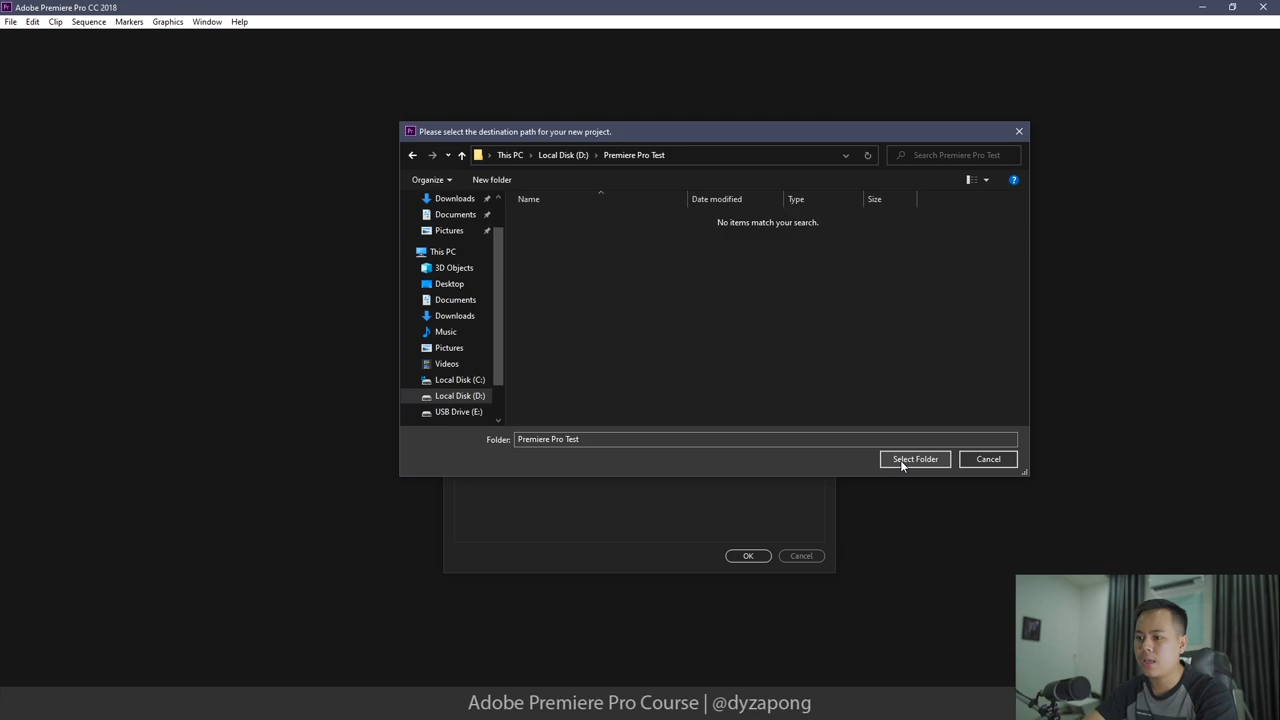 Pr Adobe Premiere Pro CC 2018
File Edit Clip Sequence Markers Graphics Window Help
Pr Please select the destination path for your new project.
This PC Local Disk (D:) Premiere Pro Test
Search Premiere Pro Test
Organize New folder
Downloads
Documents
Pictures
This PC
3D Objects
Desktop
Documents
Downloads
Music
Pictures
Videos
Local Disk (C:)
Local Disk (D:)
USB Drive (E:)
Name Date modified Type Size
No items match your search.
Folder: Premiere Pro Test
Select Folder Cancel
OK Cancel
Adobe Premiere Pro Course | @dyzapong